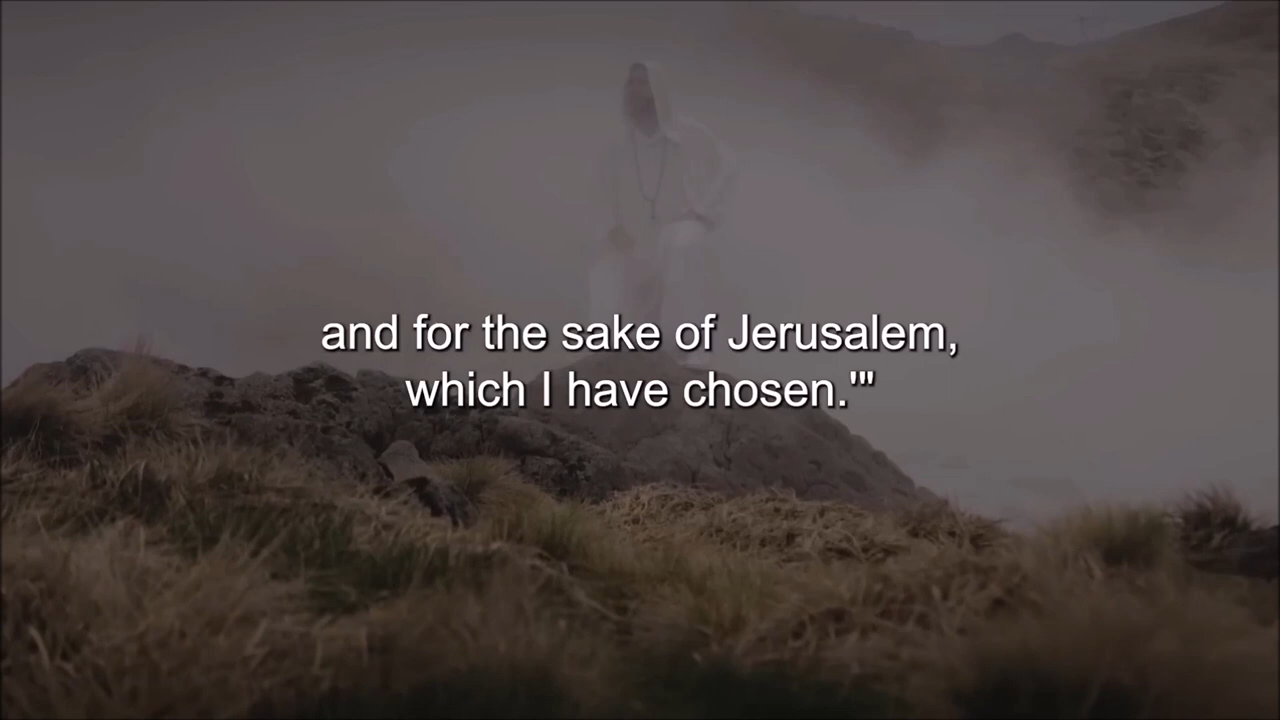 and for the sake of Jerusalem,
which I have chosen.'"